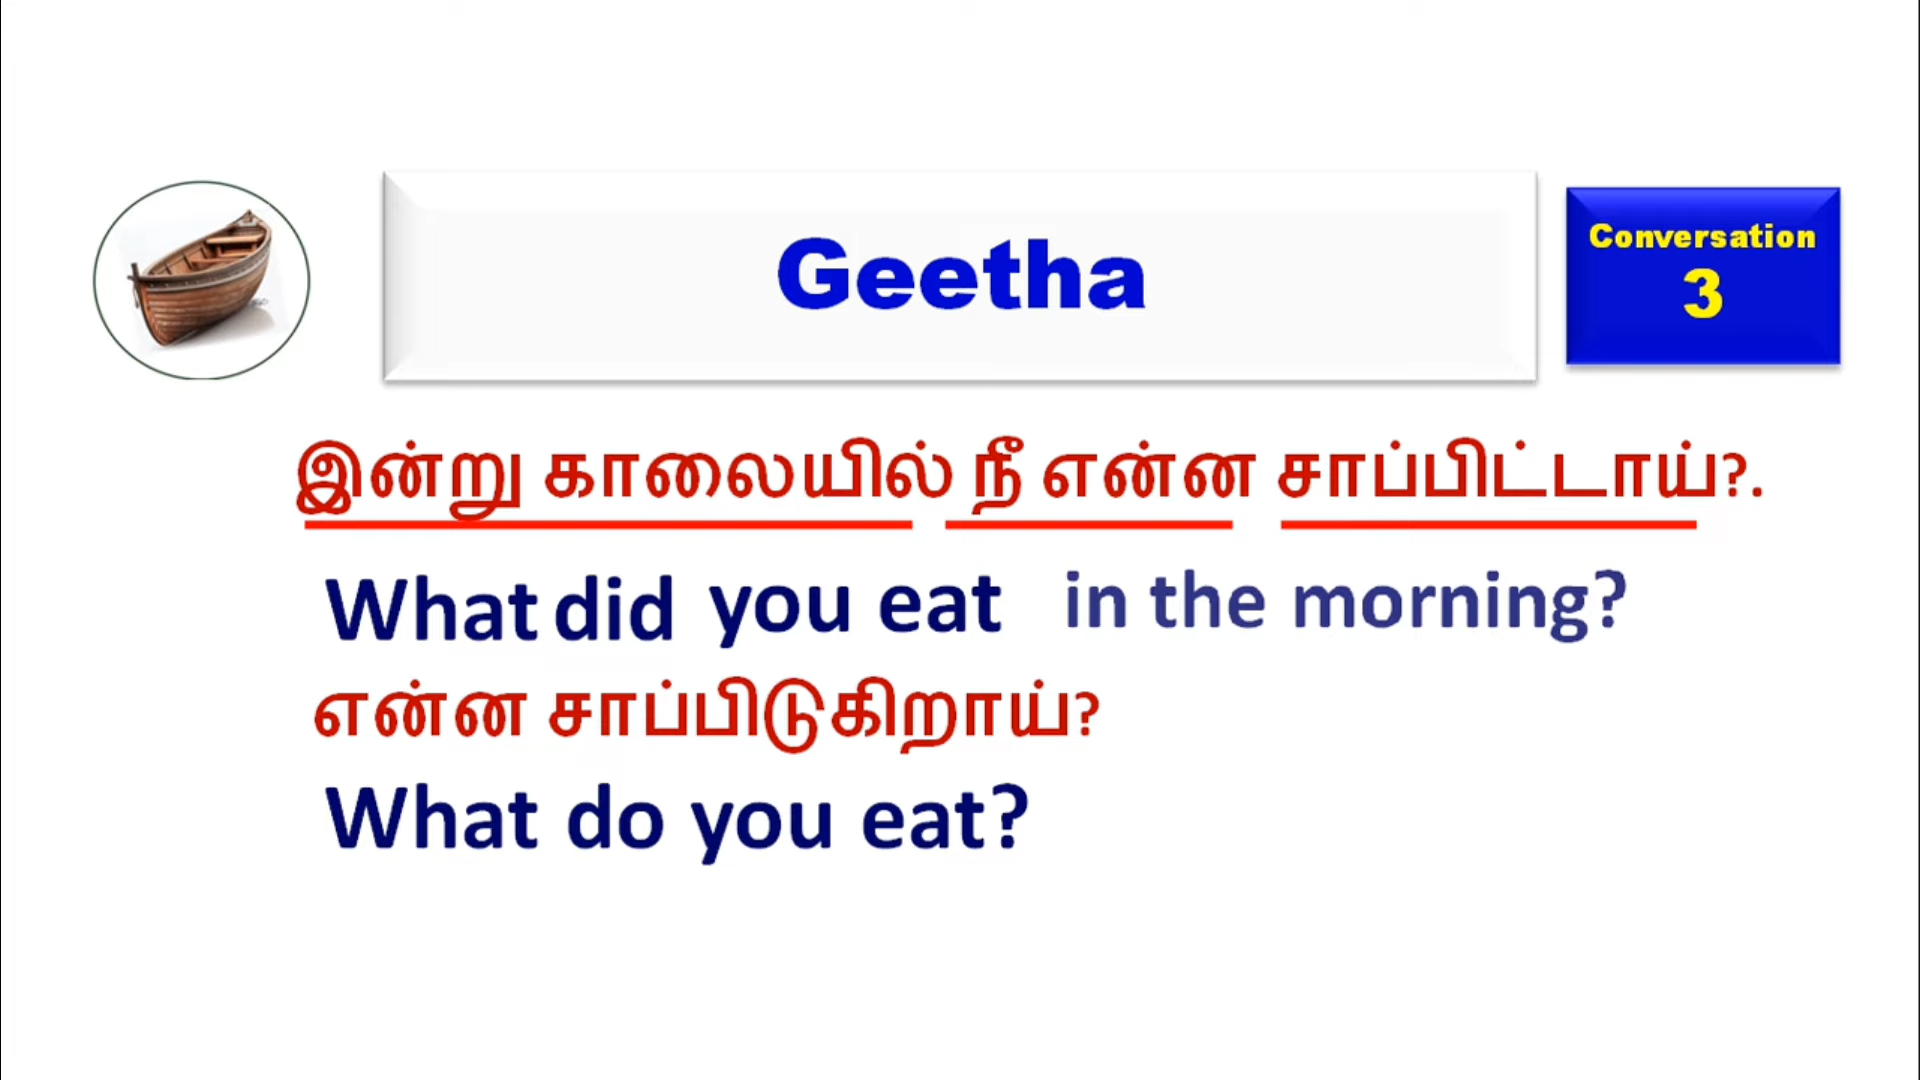 Geetha
Conversation
3
இன்று காலையில் நீ என்ன சாப்பிட்டாய்?.
What did you eat in the morning?
என்ன சாப்பிடுகிறாய்?
What do you eat?